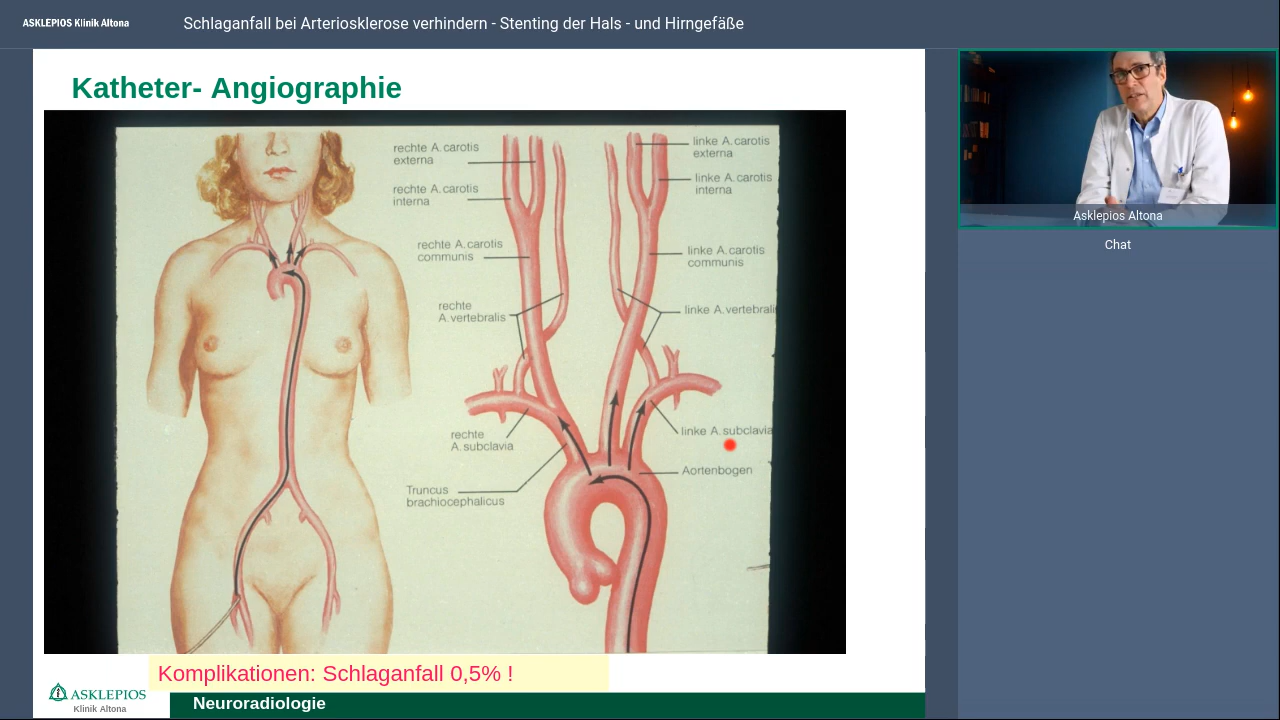 ASKLEPIOS Klinik Altona
Schlaganfall bei Arteriosklerose verhindern - Stenting der Hals - und Hirngefäße
Katheter- Angiographie
rechte A. carotis
externa
rechte A. carotis
interna
rechte A. carotis
communis
rechte
A. vertebralis
rechte
A. subclavia
Truncus
brachiocephalicus
linke A. carotis
externa
linke A. carotis
interna
linke A. carotis
communis
linke A. vertebralis
linke A. subclavia
Aortenbogen
Komplikationen: Schlaganfall 0,5% !
ASKLEPIOS
Klinik Altona
Neuroradiologie
Asklepios Altona
Chat